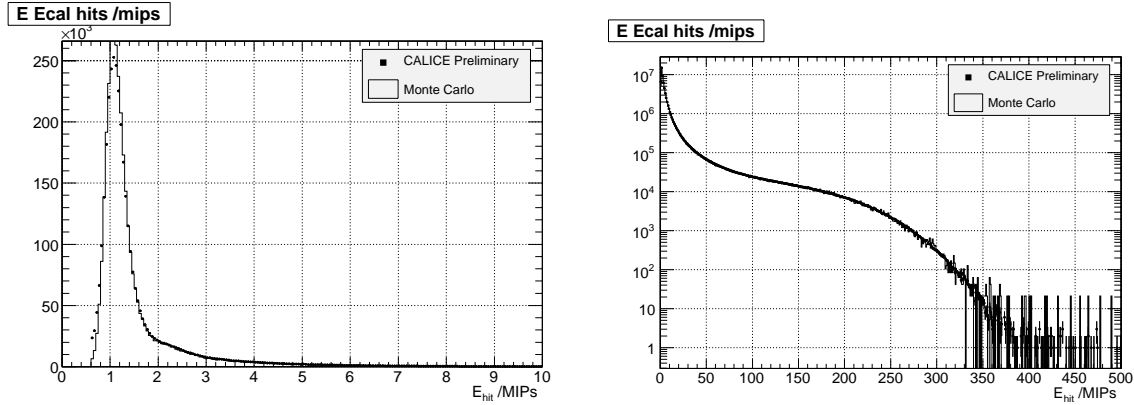 E Ecal hits /mips
×10³
250
200
150
100
50
0
0 1 2 3 4 5 6 7 8 9 10
E_hit /MIPs
CALICE Preliminary
Monte Carlo
E Ecal hits /mips
10⁷
10⁶
10⁵
10⁴
10³
10²
10
1
0 50 100 150 200 250 300 350 400 450 500
E_hit /MIPs
CALICE Preliminary
Monte Carlo